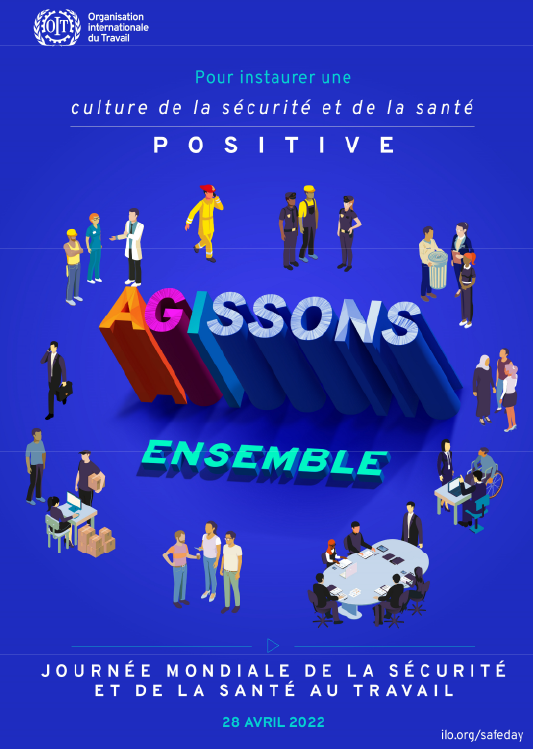 OIT
Organisation
internationale
du Travail
Pour instaurer une
culture de la sécurité et de la santé
POSITIVE
AGISSONS
ENSEMBLE
JOURNÉE MONDIALE DE LA SÉCURITÉ
ET DE LA SANTÉ AU TRAVAIL
28 AVRIL 2022
ilo.org/safeday